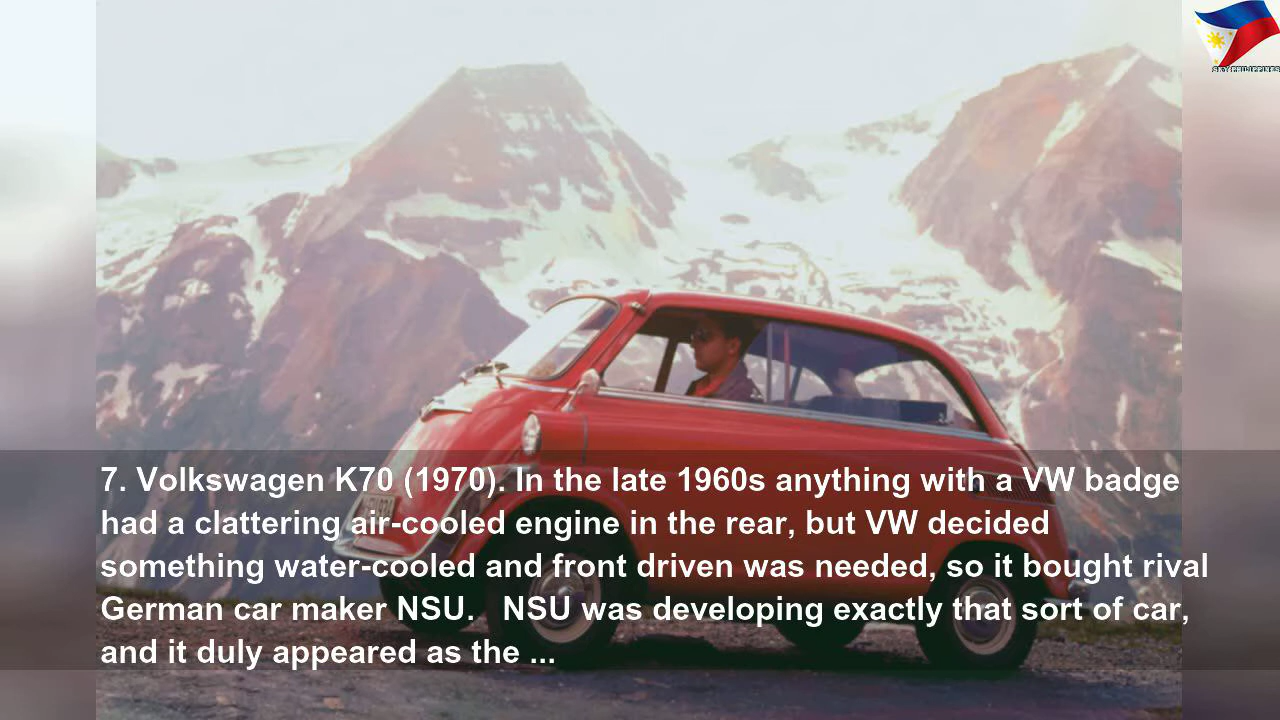 SKYPHILIPPINES
7. Volkswagen K70 (1970). In the late 1960s anything with a VW badge
had a clattering air-cooled engine in the rear, but VW decided
something water-cooled and front driven was needed, so it bought rival
German car maker NSU.   NSU was developing exactly that sort of car,
and it duly appeared as the ...